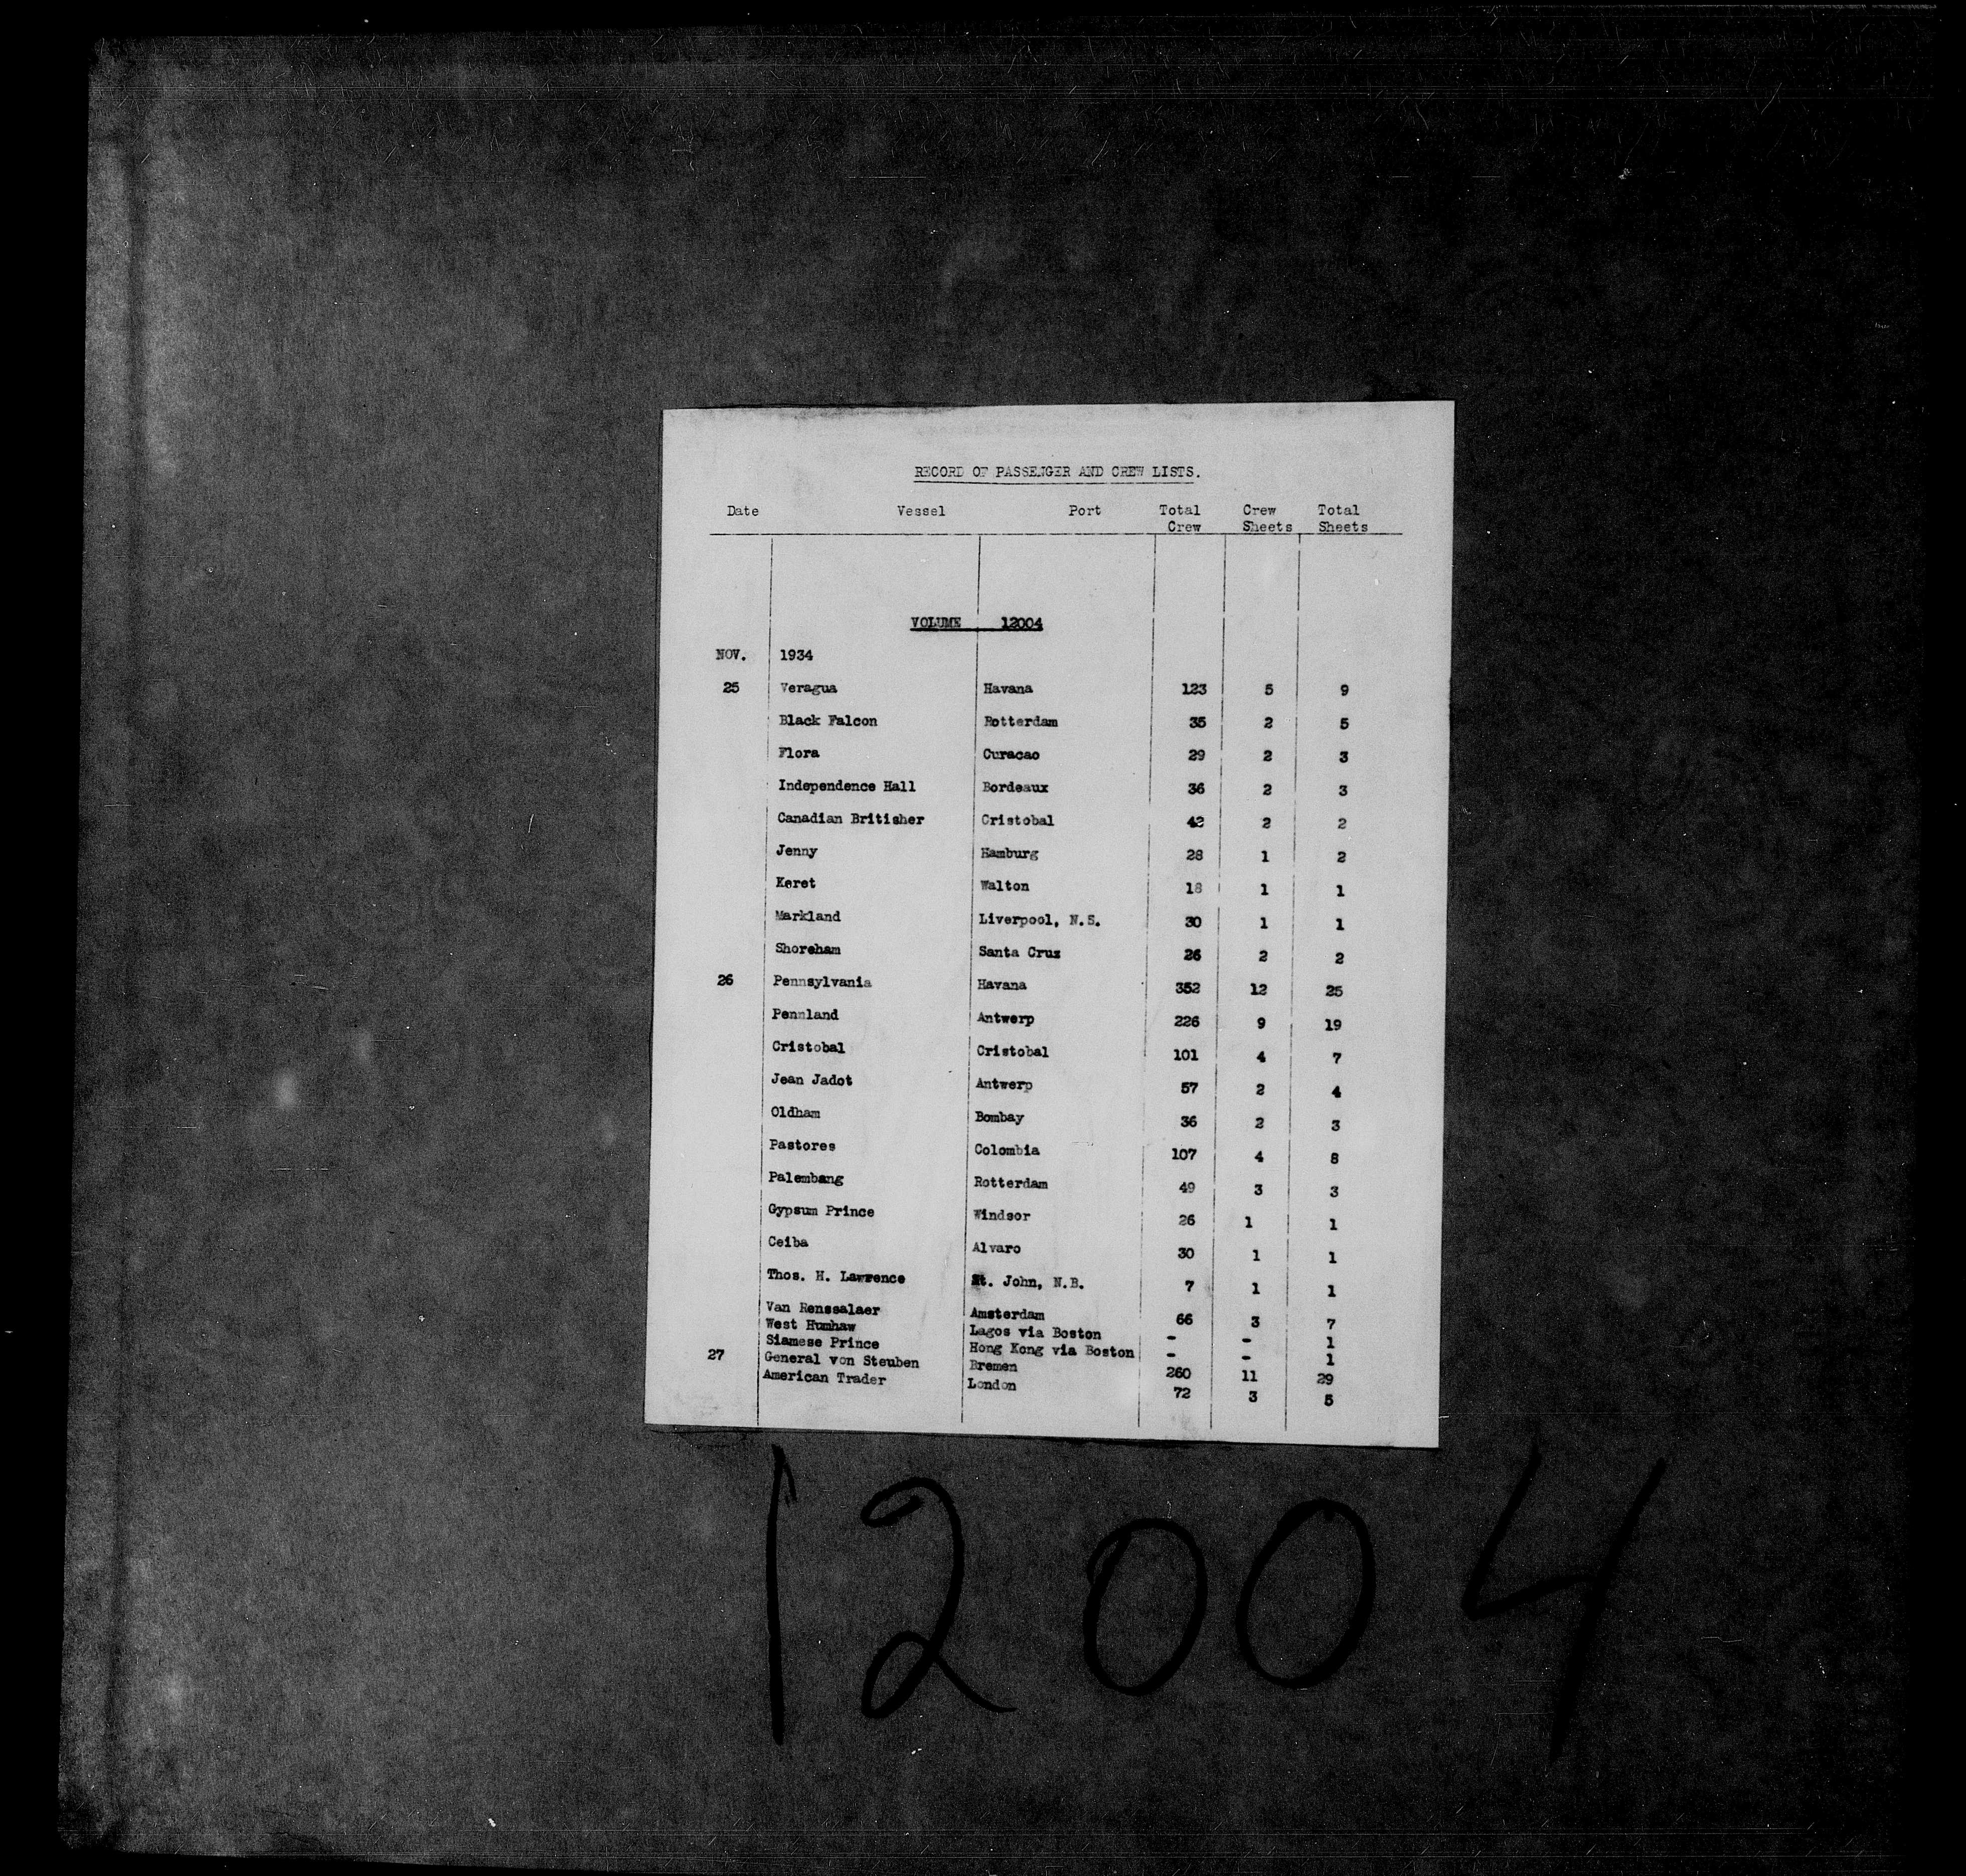 RECORD OF PASSENGER AND CREW LISTS.
Date Vessel Port Total Crew Crew Sheets Total Sheets
VOLUME 12004
NOV. 1934
25 Veragua Havana 123 5 9
Black Falcon Rotterdam 35 2 5
Flora Curacao 29 2 3
Independence Hall Bordeaux 36 2 3
Canadian Britisher Cristobal 42 2 2
Jenny Hamburg 28 1 2
Keret Walton 18 1 1
Markland Liverpool, N.S. 30 1 1
Shoreham Santa Cruz 26 2 2
26 Pennsylvania Havana 352 12 25
Pennland Antwerp 226 9 19
Cristobal Cristobal 101 4 7
Jean Jadot Antwerp 57 2 4
Oldham Bombay 36 2 3
Pastores Colombia 107 4 8
Palembang Rotterdam 49 3 3
Gypsum Prince Windsor 26 1 1
Ceiba Alvaro 30 1 1
Thos. H. Lawrence St. John, N.B. 7 1 1
Van Renssalaer Amsterdam 66 3 7
West Humhaw Lagos via Boston - - 1
Siamese Prince Hong Kong via Boston - - 1
27 General von Steuben Bremen 260 11 29
American Trader London 72 3 5
12004